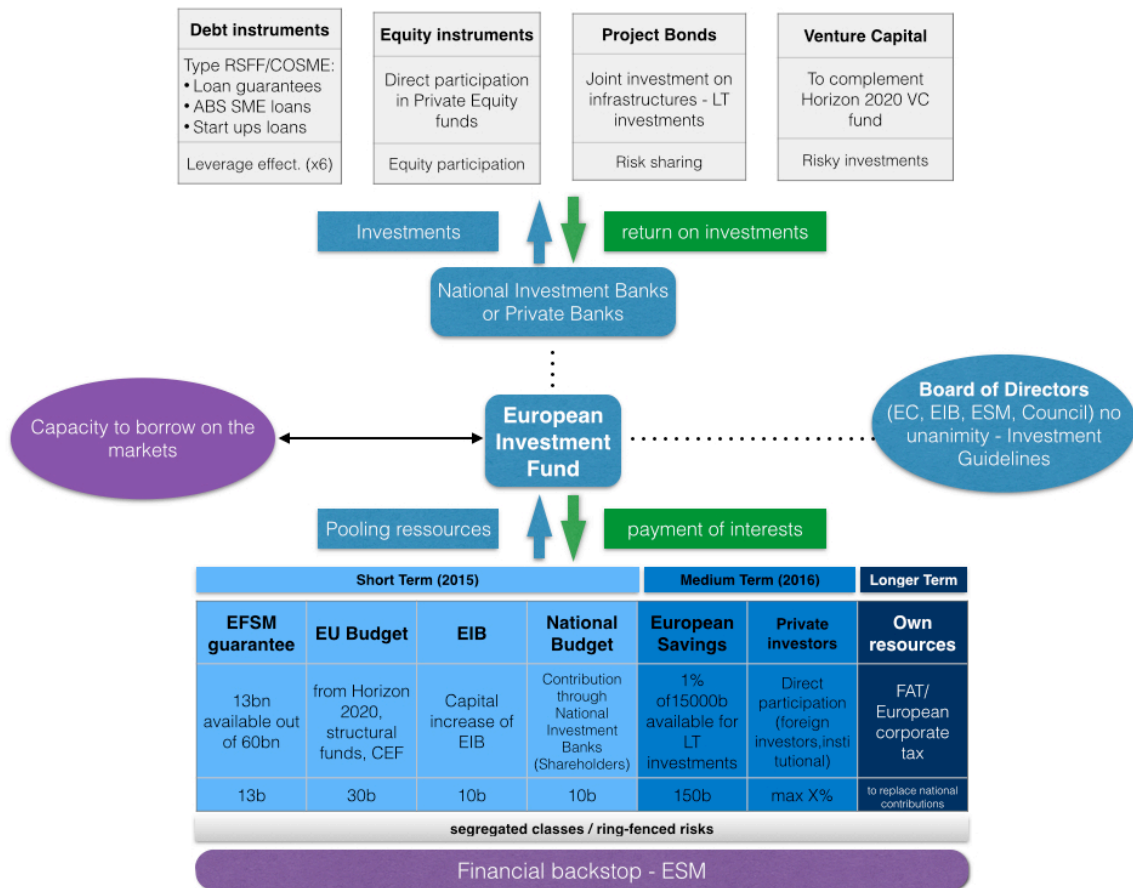 Debt instruments
Type RSFF/COSME:
• Loan guarantees
• ABS SME loans
• Start ups loans
Leverage effect. (x6)
Equity instruments
Direct participation
in Private Equity
funds
Equity participation
Project Bonds
Joint investment on
infrastructures - LT
investments
Risk sharing
Venture Capital
To complement
Horizon 2020 VC
fund
Risky investments
Investments
return on investments
National Investment Banks
or Private Banks
Capacity to borrow on the
markets
European
Investment
Fund
Board of Directors
(EC, EIB, ESM, Council) no
unanimity - Investment
Guidelines
Pooling ressources
payment of interests
Short Term (2015)
Medium Term (2016)
Longer Term
EFSM
guarantee
EU Budget
EIB
National
Budget
European
Savings
Private
investors
Own
resources
13bn
available out
of 60bn
from Horizon
2020,
structural
funds, CEF
Capital
increase of
EIB
Contribution
through
National
Investment
Banks
(Shareholders)
1%
of15000b
available for
LT
investments
Direct
participation
(foreign
investors,insti
tutional)
FAT/
European
corporate
tax
13b
30b
10b
10b
150b
max X%
to replace national
contributions
segregated classes / ring-fenced risks
Financial backstop - ESM